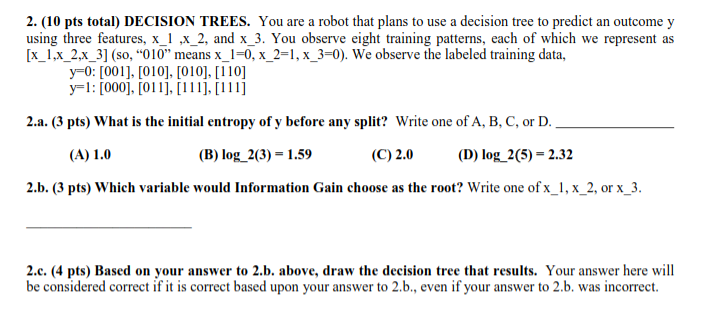 2. (10 pts total) DECISION TREES. You are a robot that plans to use a decision tree to predict an outcome y
using three features, x_1 ,x_2, and x_3. You observe eight training patterns, each of which we represent as
[x_1,x_2,x_3] (so, “010” means x_1=0, x_2=1, x_3=0). We observe the labeled training data,
y=0: [001], [010], [010], [110]
y=1: [000], [011], [111], [111]
2.a. (3 pts) What is the initial entropy of y before any split? Write one of A, B, C, or D. ________________
(A) 1.0 (B) log_2(3) = 1.59 (C) 2.0 (D) log_2(5) = 2.32
2.b. (3 pts) Which variable would Information Gain choose as the root? Write one of x_1, x_2, or x_3.
______________________
2.c. (4 pts) Based on your answer to 2.b. above, draw the decision tree that results. Your answer here will
be considered correct if it is correct based upon your answer to 2.b., even if your answer to 2.b. was incorrect.